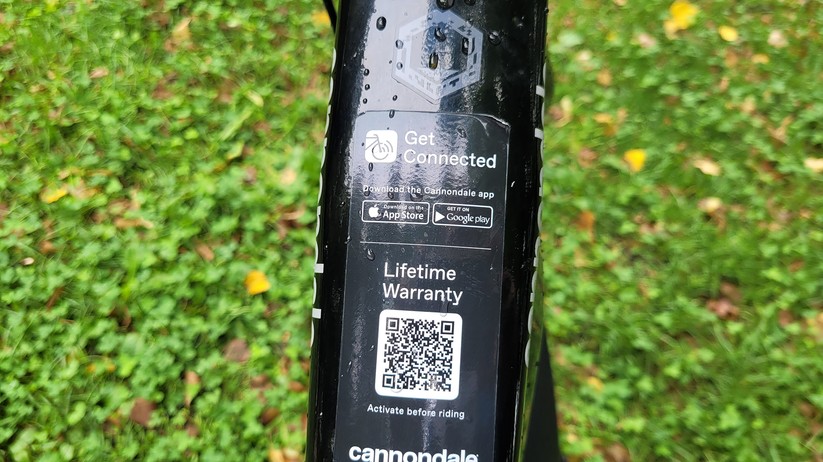 Get
Connected
Download the Cannondale app
Download on the
App Store
GET IT ON
Google play
Lifetime
Warranty
Activate before riding
cannondale